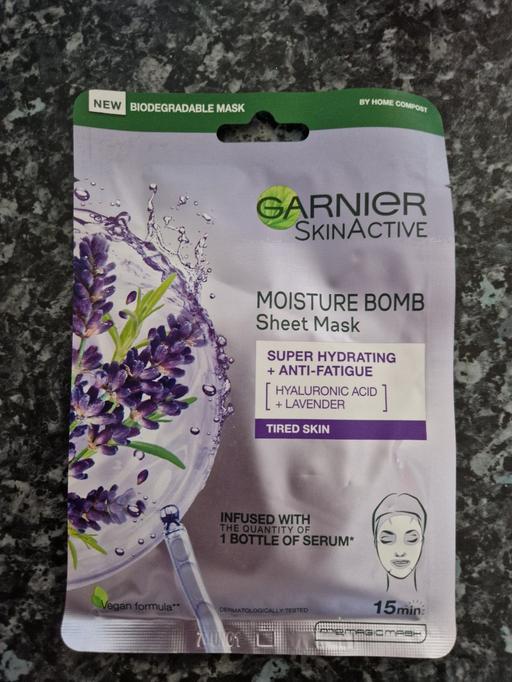 NEW BIODEGRADABLE MASK BY HOME COMPOST
GARNIER
SKINACTIVE
MOISTURE BOMB
Sheet Mask
SUPER HYDRATING
+ ANTI-FATIGUE
[ HYALURONIC ACID
+ LAVENDER ]
TIRED SKIN
INFUSED WITH
THE QUANTITY OF
1 BOTTLE OF SERUM*
Vegan formula** DERMATOLOGICALLY TESTED 15min